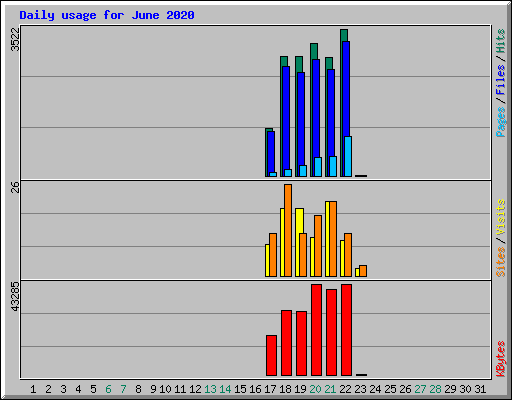 Daily usage for June 2020
3522
Pages / Files / Hits
26
Sites / Visits
43285
KBytes
1 2 3 4 5 6 7 8 9 10 11 12 13 14 15 16 17 18 19 20 21 22 23 24 25 26 27 28 29 30 31